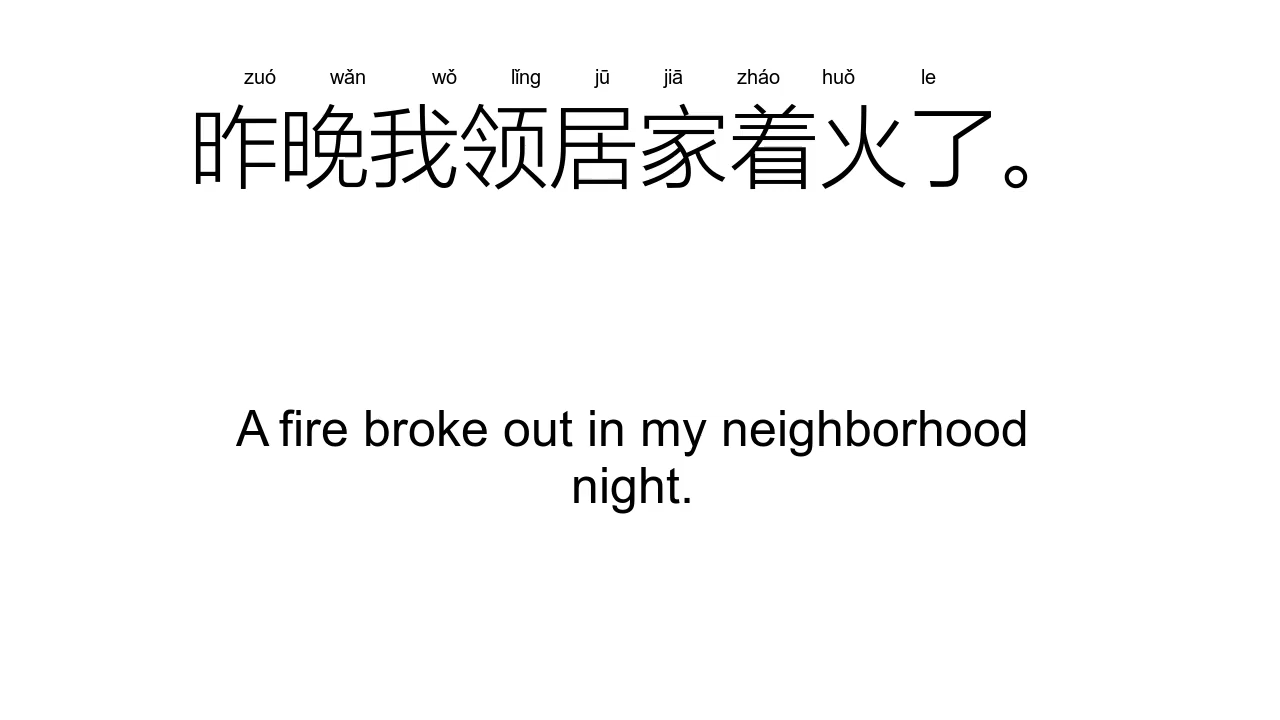 zuó wǎn wǒ lǐng jū jiā zháo huǒ le
昨晚我领居家着火了。
A fire broke out in my neighborhood
night.